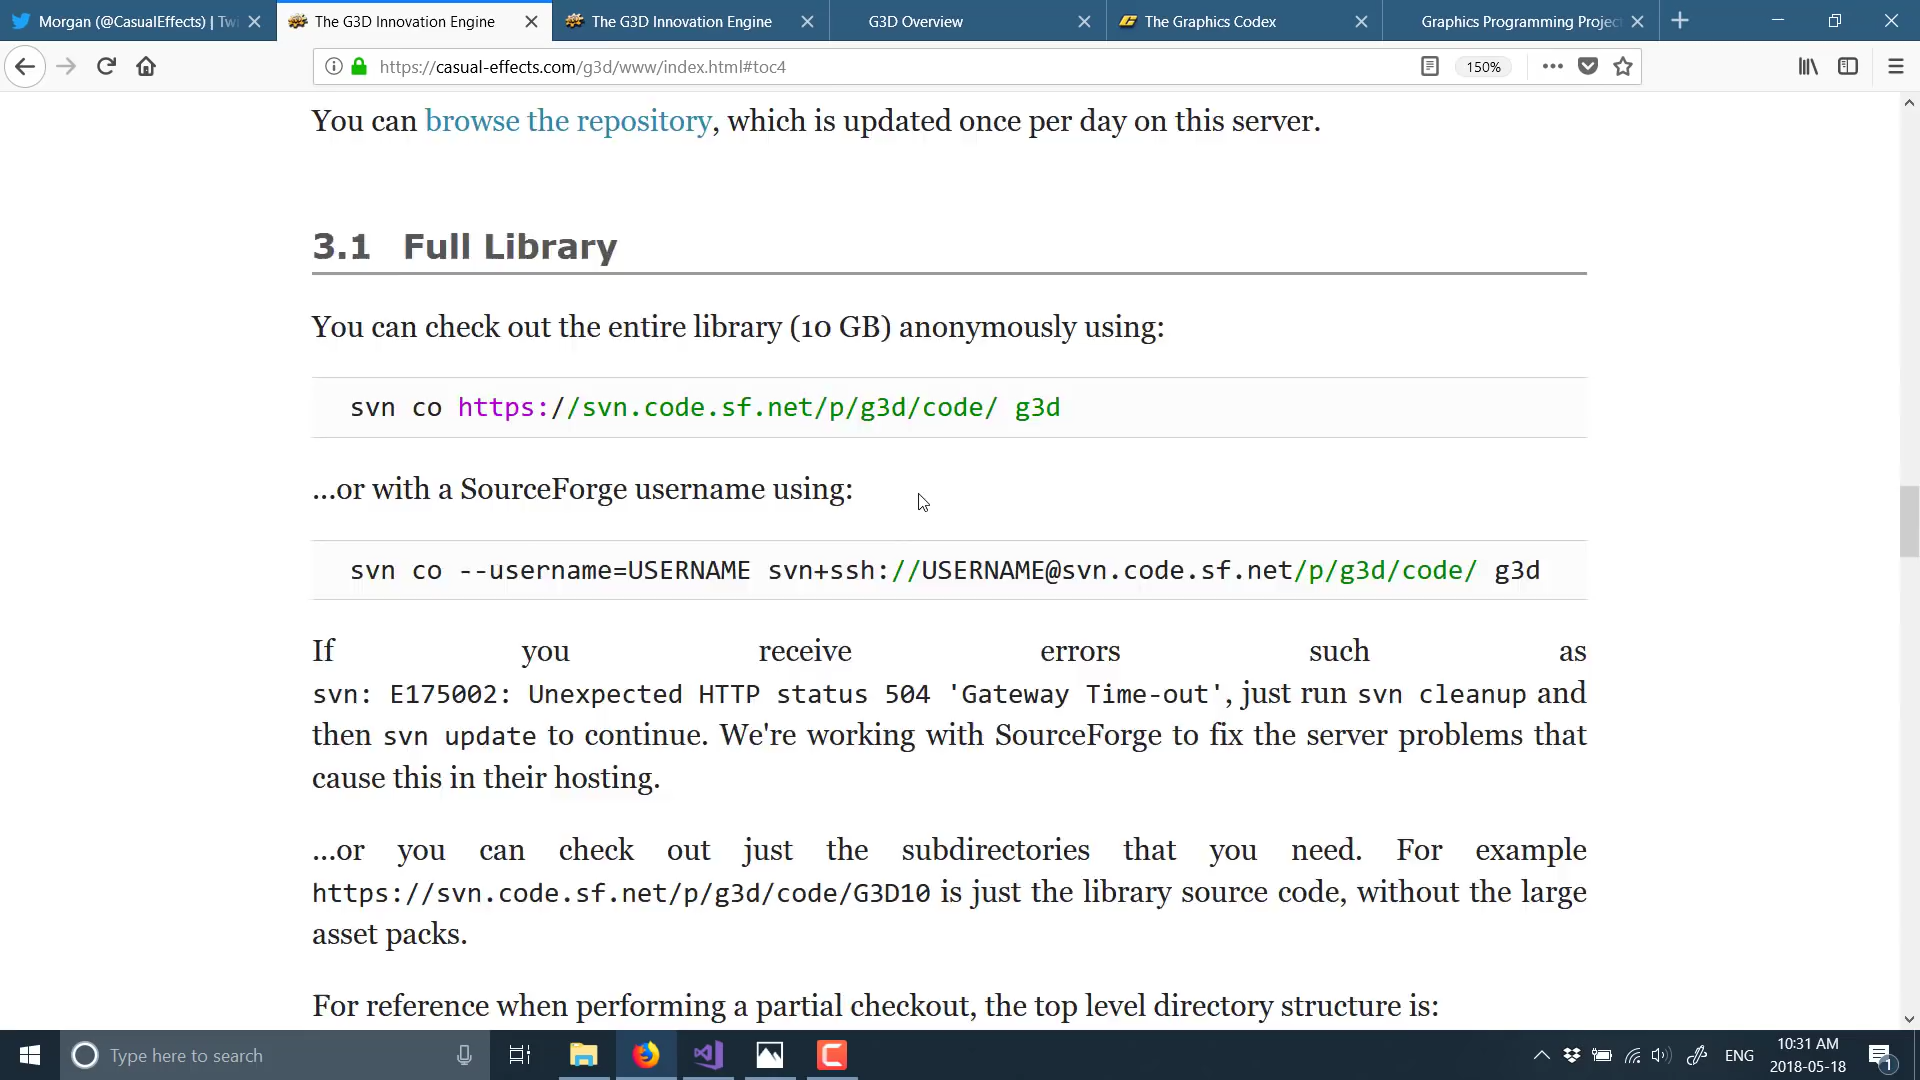 Morgan (@CasualEffects) | Twi
The G3D Innovation Engine
The G3D Innovation Engine
G3D Overview
The Graphics Codex
Graphics Programming Projec
https://casual-effects.com/g3d/www/index.html#toc4
150%
You can browse the repository, which is updated once per day on this server.
3.1 Full Library
You can check out the entire library (10 GB) anonymously using:
svn co https://svn.code.sf.net/p/g3d/code/ g3d
...or with a SourceForge username using:
svn co --username=USERNAME svn+ssh://USERNAME@svn.code.sf.net/p/g3d/code/ g3d
If you receive errors such as
svn: E175002: Unexpected HTTP status 504 'Gateway Time-out', just run svn cleanup and
then svn update to continue. We're working with SourceForge to fix the server problems that
cause this in their hosting.
...or you can check out just the subdirectories that you need. For example
https://svn.code.sf.net/p/g3d/code/G3D10 is just the library source code, without the large
asset packs.
For reference when performing a partial checkout, the top level directory structure is:
Type here to search
ENG
10:31 AM
2018-05-18
1